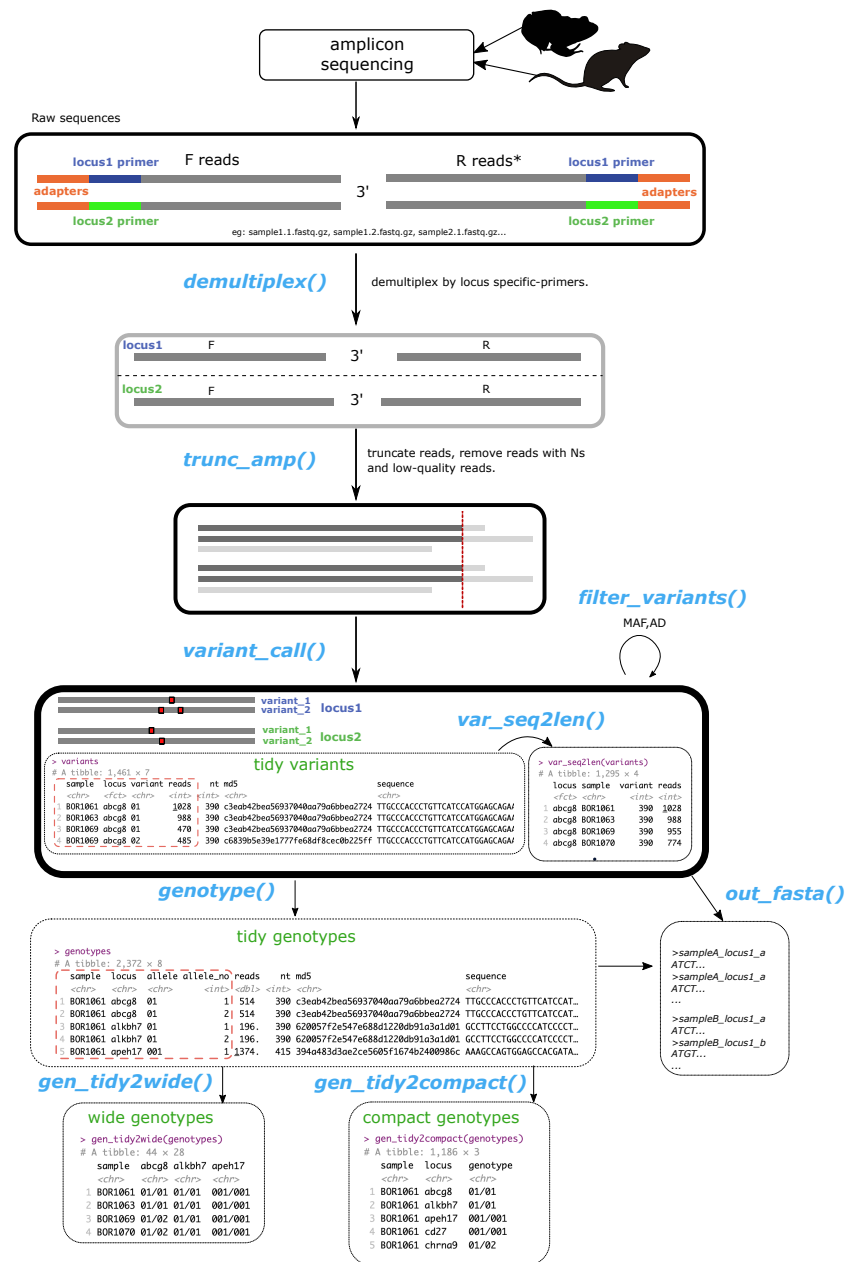 amplicon
sequencing
Raw sequences
locus1 primer F reads R reads* locus1 primer
adapters 3' adapters
locus2 primer locus2 primer
eg: sample1.1.fastq.gz, sample1.2.fastq.gz, sample2.1.fastq.gz...
demultiplex() demultiplex by locus specific-primers.
locus1 F 3' R
locus2 F 3' R
trunc_amp() truncate reads, remove reads with Ns
and low-quality reads.
filter_variants()
MAF,AD
variant_call()
variant_1
variant_2 locus1
variant_1
variant_2 locus2
var_seq2len()
tidy variants
> variants
# A tibble: 1,461 × 7
sample locus variant reads nt md5 sequence
<chr> <fct> <chr> <int> <int> <chr> <chr>
1 BOR1061 abcg8 01 1028 390 c3eab42bea56937040aa79a6bbea2724 TTGCCCACCCTGTTCATCCATGGAGCAGAA
2 BOR1063 abcg8 01 988 390 c3eab42bea56937040aa79a6bbea2724 TTGCCCACCCTGTTCATCCATGGAGCAGAA
3 BOR1069 abcg8 01 470 390 c3eab42bea56937040aa79a6bbea2724 TTGCCCACCCTGTTCATCCATGGAGCAGAA
4 BOR1069 abcg8 02 485 390 c6839b5e39e1777fe68df8cec0b225ff TTGCCCACCCTGTTCATCCATGGAGCAGAA
> var_seq2len(variants)
# A tibble: 1,295 × 4
locus sample variant reads
<fct> <chr> <int> <int>
1 abcg8 BOR1061 390 1028
2 abcg8 BOR1063 390 988
3 abcg8 BOR1069 390 955
4 abcg8 BOR1070 390 774
genotype() out_fasta()
tidy genotypes
> genotypes
# A tibble: 2,372 × 8
sample locus allele allele_no reads nt md5 sequence
<chr> <chr> <chr> <int> <dbl> <int> <chr> <chr>
1 BOR1061 abcg8 01 1 514 390 c3eab42bea56937040aa79a6bbea2724 TTGCCCACCCTGTTCATCCAT…
2 BOR1061 abcg8 01 2 514 390 c3eab42bea56937040aa79a6bbea2724 TTGCCCACCCTGTTCATCCAT…
3 BOR1061 alkbh7 01 1 196. 390 620057f2e547e688d1220db91a3a1d01 GCCTTCCTGGCCCCATCCCCT…
4 BOR1061 alkbh7 01 2 196. 390 620057f2e547e688d1220db91a3a1d01 GCCTTCCTGGCCCCATCCCCT…
5 BOR1061 apeh17 001 1 1374. 415 394a483d3ae2ce5605f1674b2400986c AAAGCCAGTGGAGCCACGATA…
>sampleA_locus1_a
ATCT...
>sampleA_locus1_a
ATCT...
...
>sampleB_locus1_a
ATCT...
>sampleB_locus1_b
ATGT...
...
gen_tidy2wide() gen_tidy2compact()
wide genotypes
> gen_tidy2wide(genotypes)
# A tibble: 44 × 28
sample abcg8 alkbh7 apeh17
<chr> <chr> <chr> <chr>
1 BOR1061 01/01 01/01 001/001
2 BOR1063 01/01 01/01 001/001
3 BOR1069 01/02 01/01 001/001
4 BOR1070 01/02 01/01 001/001
compact genotypes
> gen_tidy2compact(genotypes)
# A tibble: 1,186 × 3
sample locus genotype
<chr> <chr> <chr>
1 BOR1061 abcg8 01/01
2 BOR1061 alkbh7 01/01
3 BOR1061 apeh17 001/001
4 BOR1061 cd27 001/001
5 BOR1061 chrna9 01/02